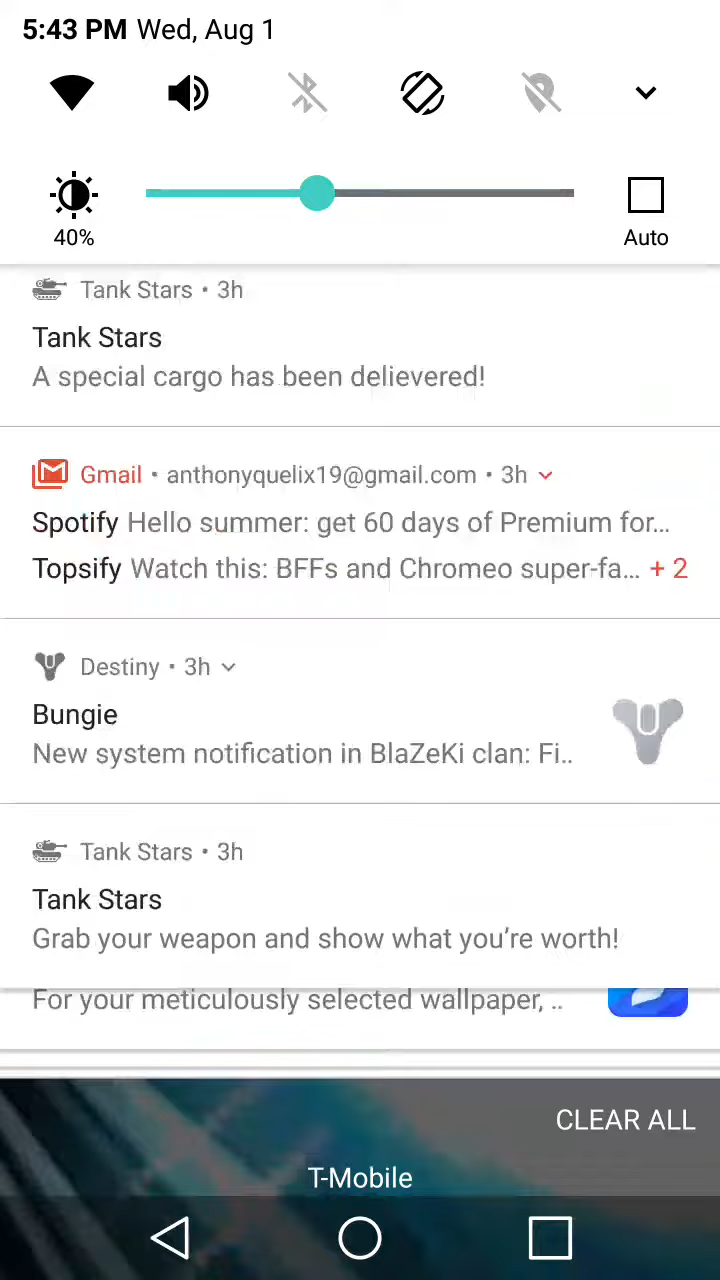 5:43 PM Wed, Aug 1
40%
Auto
Tank Stars • 3h
Tank Stars
A special cargo has been delievered!
Gmail • anthonyquelix19@gmail.com • 3h
Spotify Hello summer: get 60 days of Premium for...
Topsify Watch this: BFFs and Chromeo super-fa... + 2
Destiny • 3h
Bungie
New system notification in BlaZeKi clan: Fi..
Tank Stars • 3h
Tank Stars
Grab your weapon and show what you’re worth!
For your meticulously selected wallpaper, ..
CLEAR ALL
T-Mobile